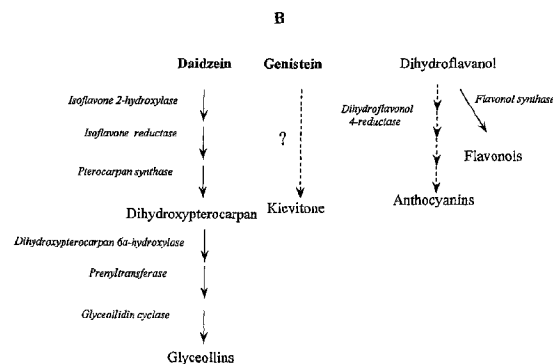 B
Daidzein Genistein Dihydroflavanol
Isoflavone 2-hydroxylase
Isoflavone reductase
Pterocarpan synthase
?
Dihydroflavonol
4-reductase
Flavonol synthase
Flavonols
Dihydroxypterocarpan Kievitone Anthocyanins
Dihydroxypterocarpan 6a-hydroxylase
Prenyltransferase
Glyceollidin cyclase
Glyceollins